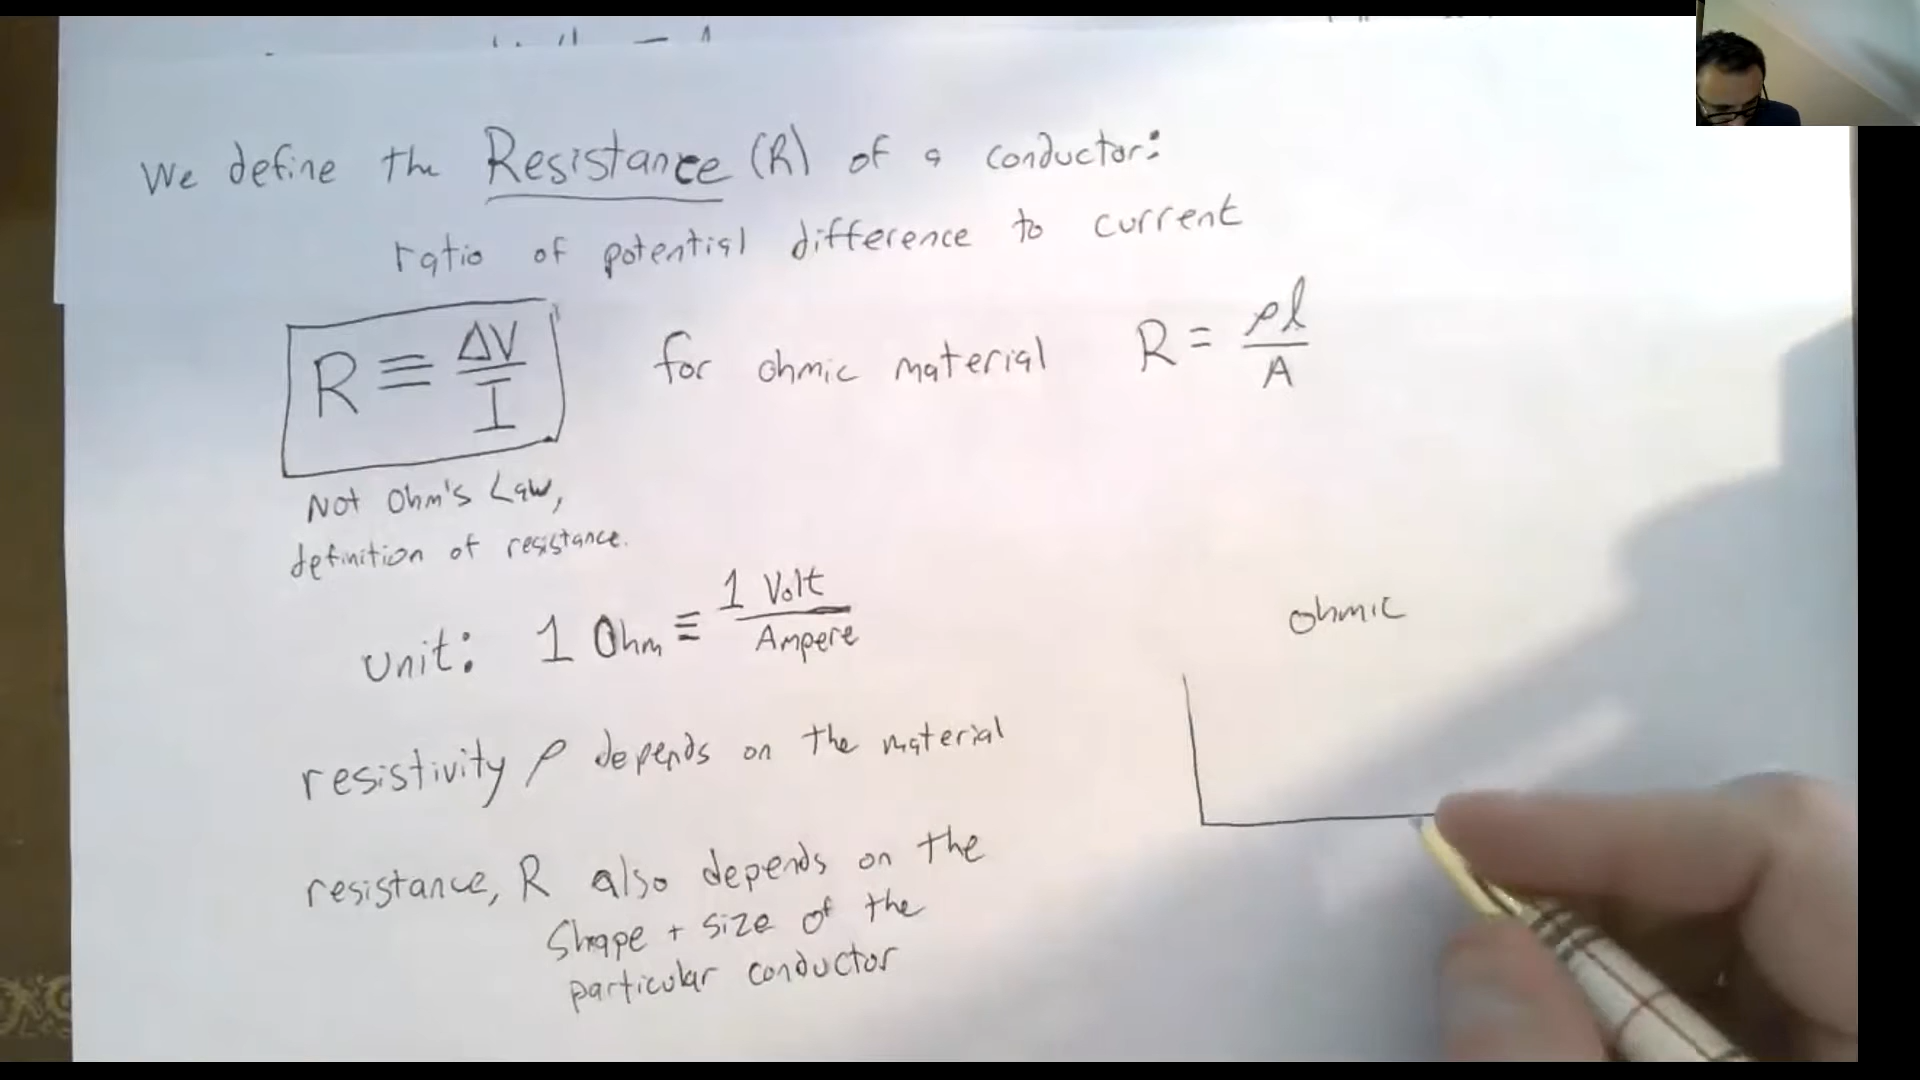 We define the Resistance (R) of a conductor:
ratio of potential difference to current
R ≡ ΔV/I for ohmic material R = ρl/A
Not Ohm's Law,
definition of resistance.
unit: 1 Ohm ≡ 1 Volt/Ampere
ohmic
resistivity ρ depends on the material
resistance, R also depends on the
shape + size of the
particular conductor